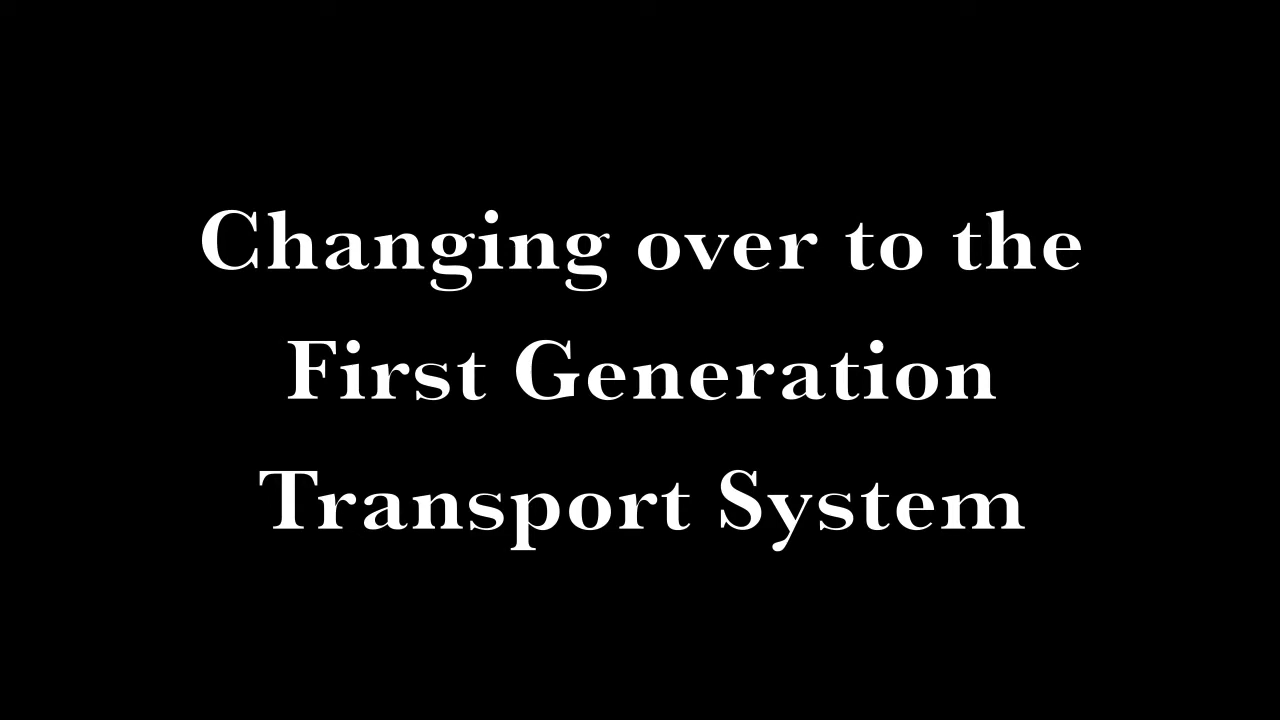 Changing over to the
First Generation
Transport System